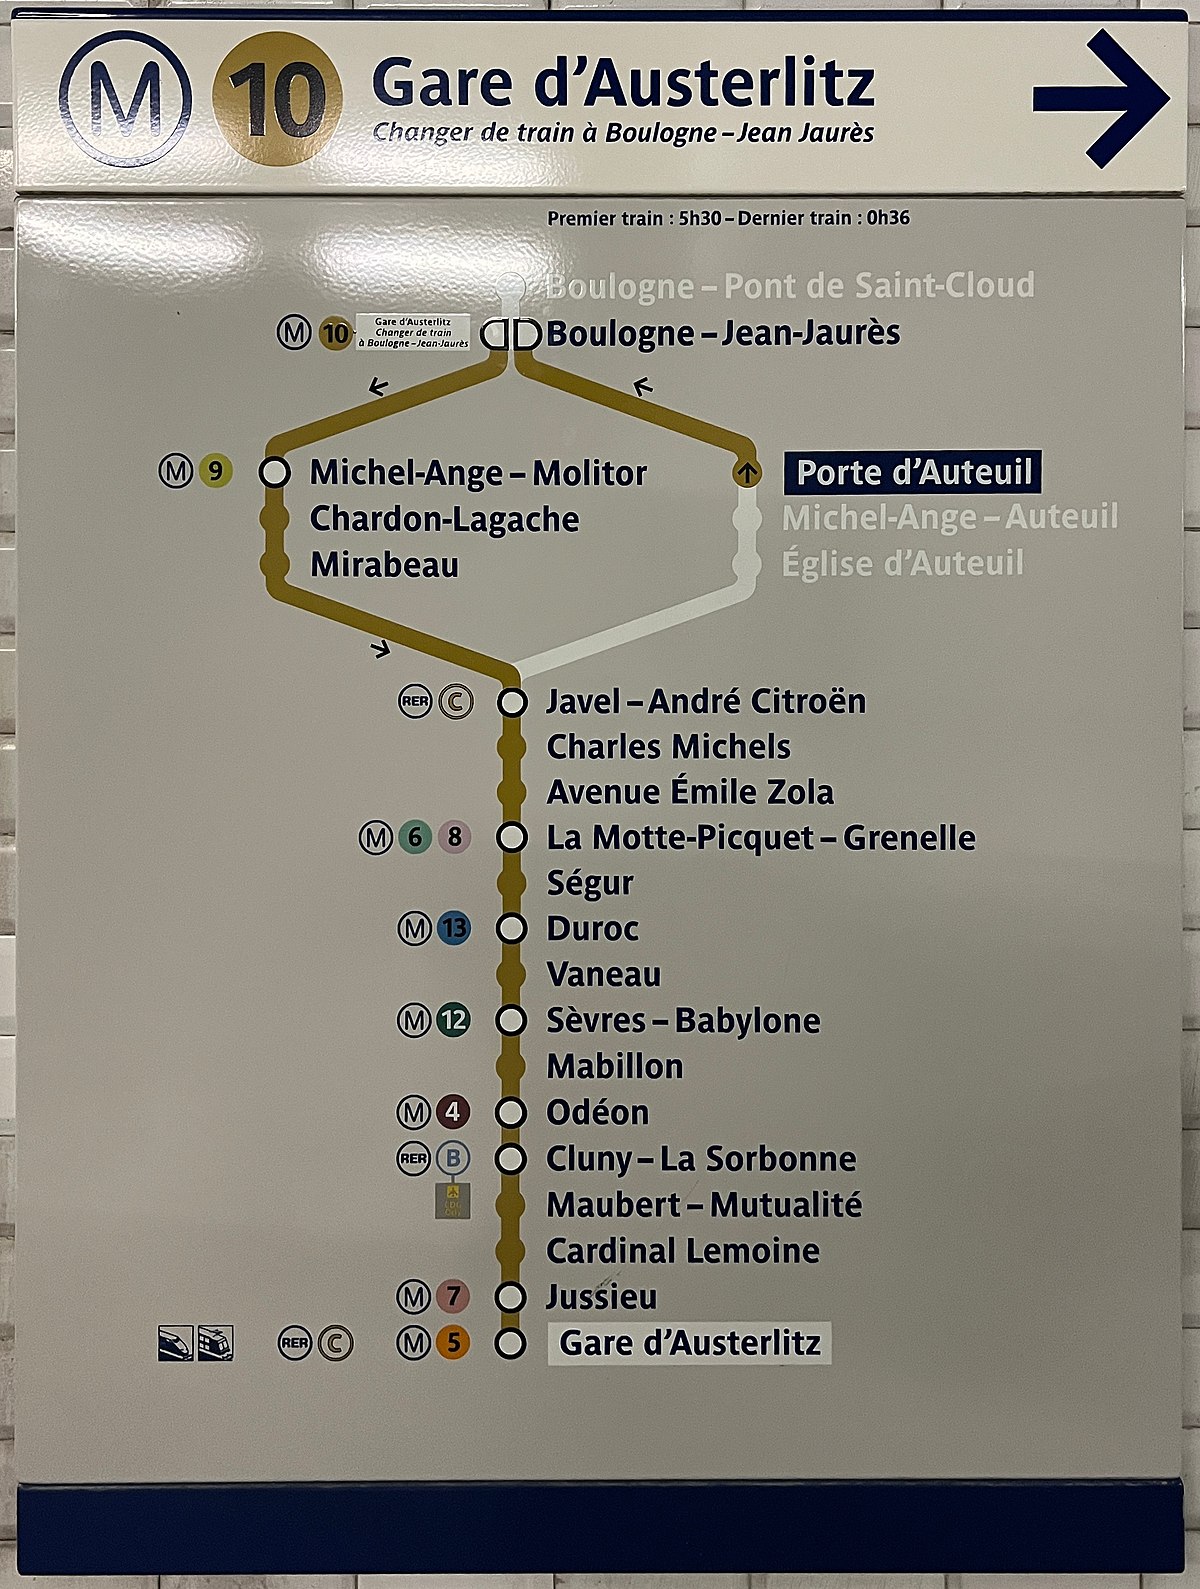 M 10 Gare d'Austerlitz
Changer de train à Boulogne – Jean Jaurès
Premier train : 5h30 – Dernier train : 0h36
Boulogne – Pont de Saint-Cloud
M 10 Gare d'Austerlitz
Changer de train
à Boulogne – Jean-Jaurès
Boulogne – Jean-Jaurès
M 9 Michel-Ange – Molitor
Chardon-Lagache
Mirabeau
Porte d'Auteuil
Michel-Ange – Auteuil
Église d'Auteuil
RER C Javel – André Citroën
Charles Michels
Avenue Émile Zola
M 6 8 La Motte-Picquet – Grenelle
Ségur
M 13 Duroc
Vaneau
M 12 Sèvres – Babylone
Mabillon
M 4 Odéon
RER B Cluny – La Sorbonne
Maubert – Mutualité
Cardinal Lemoine
M 7 Jussieu
RER C M 5 Gare d'Austerlitz